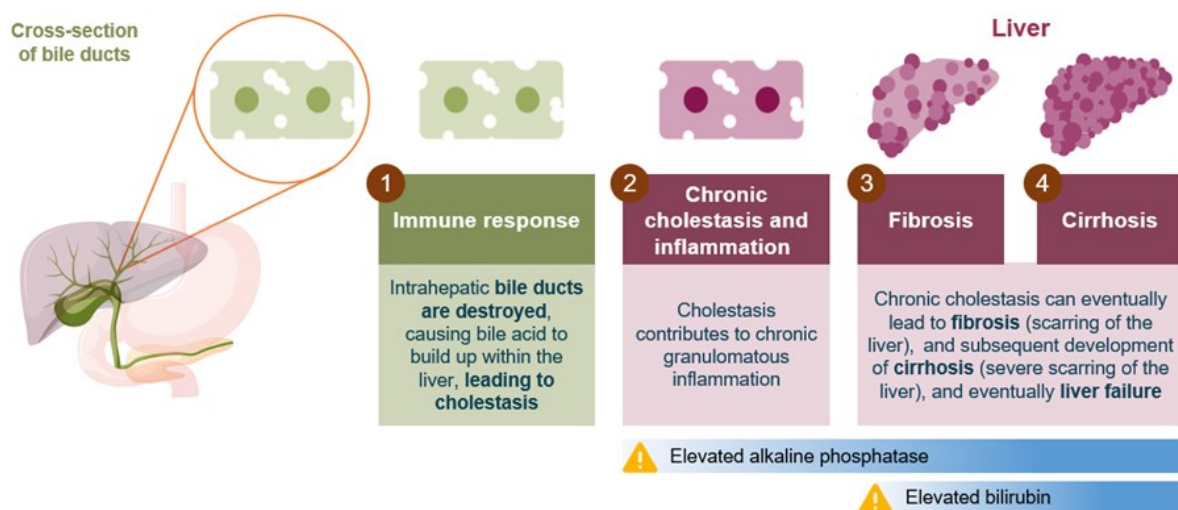 Cross-section
of bile ducts
Liver
1
Immune response
Intrahepatic bile ducts
are destroyed,
causing bile acid to
build up within the
liver, leading to
cholestasis
2
Chronic
cholestasis and
inflammation
Cholestasis
contributes to chronic
granulomatous
inflammation
3
Fibrosis
4
Cirrhosis
Chronic cholestasis can eventually
lead to fibrosis (scarring of the
liver), and subsequent development
of cirrhosis (severe scarring of the
liver), and eventually liver failure
Elevated alkaline phosphatase
Elevated bilirubin